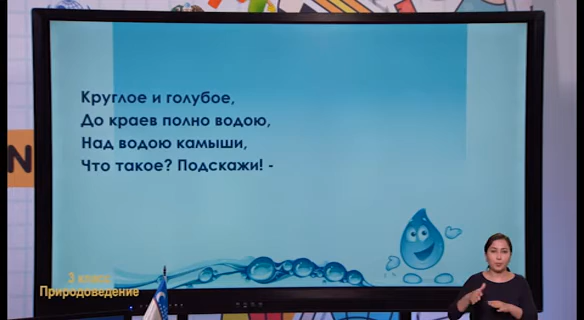 Круглое и голубое,
До краев полно водою,
Над водою камыши,
Что такое? Подскажи! -
N
3 класс
Природоведение